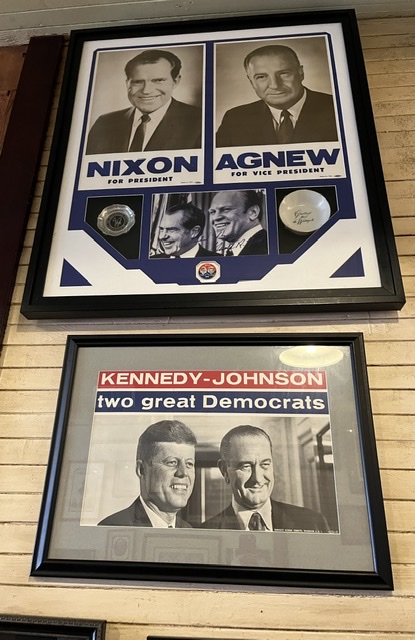 NIXON
FOR PRESIDENT
AGNEW
FOR VICE PRESIDENT
KENNEDY-JOHNSON
two great Democrats